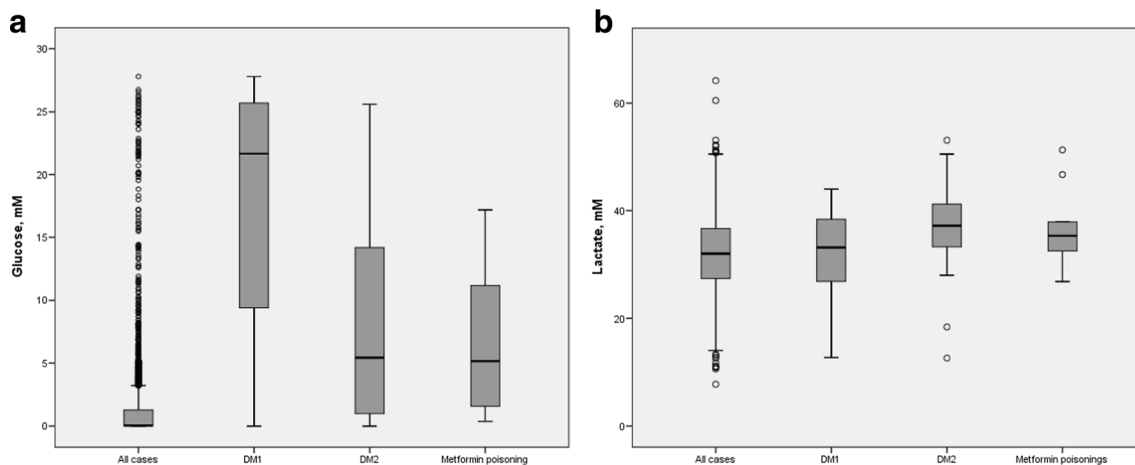 a
b
Glucose, mM
30
25
20
15
10
5
0
All cases
DM1
DM2
Metformin poisoning
Lactate, mM
60
40
20
0
All cases
DM1
DM2
Metformin poisonings